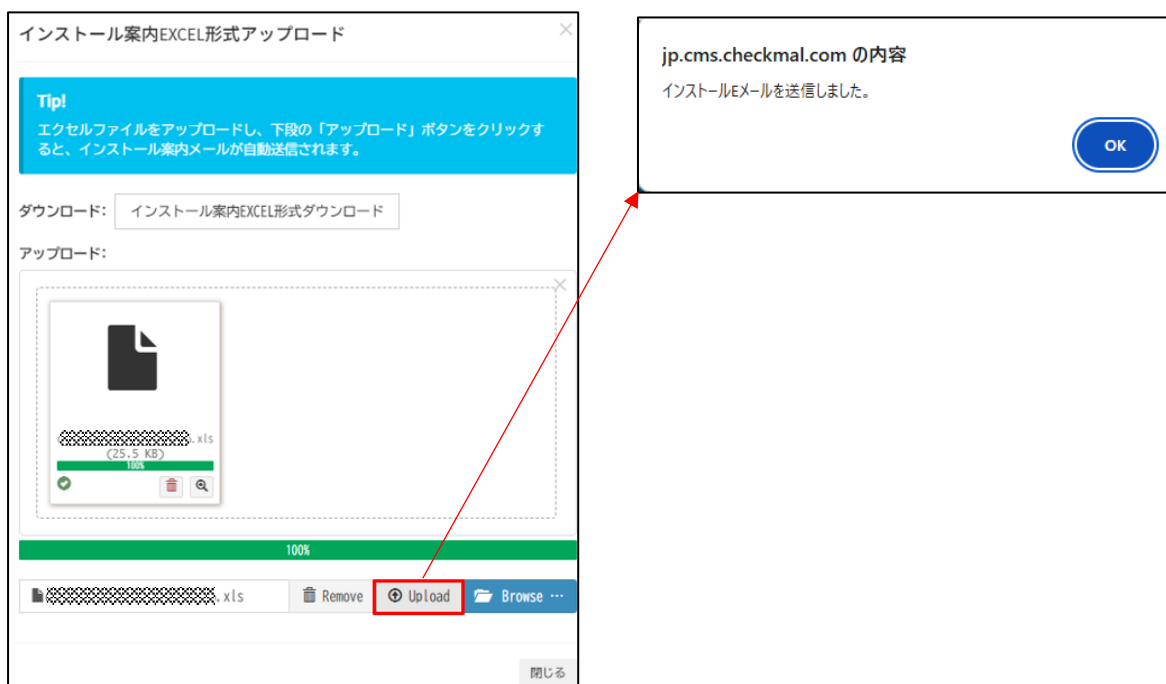 インストール案内EXCEL形式アップロード
Tip!
エクセルファイルをアップロードし、下段の「アップロード」ボタンをクリックす
ると、インストール案内メールが自動送信されます。
ダウンロード：
インストール案内EXCEL形式ダウンロード
アップロード：
.xls
(25.5 KB)
100%
100%
.xls
Remove
Upload
Browse …
閉じる
jp.cms.checkmal.com の内容
インストールEメールを送信しました。
OK